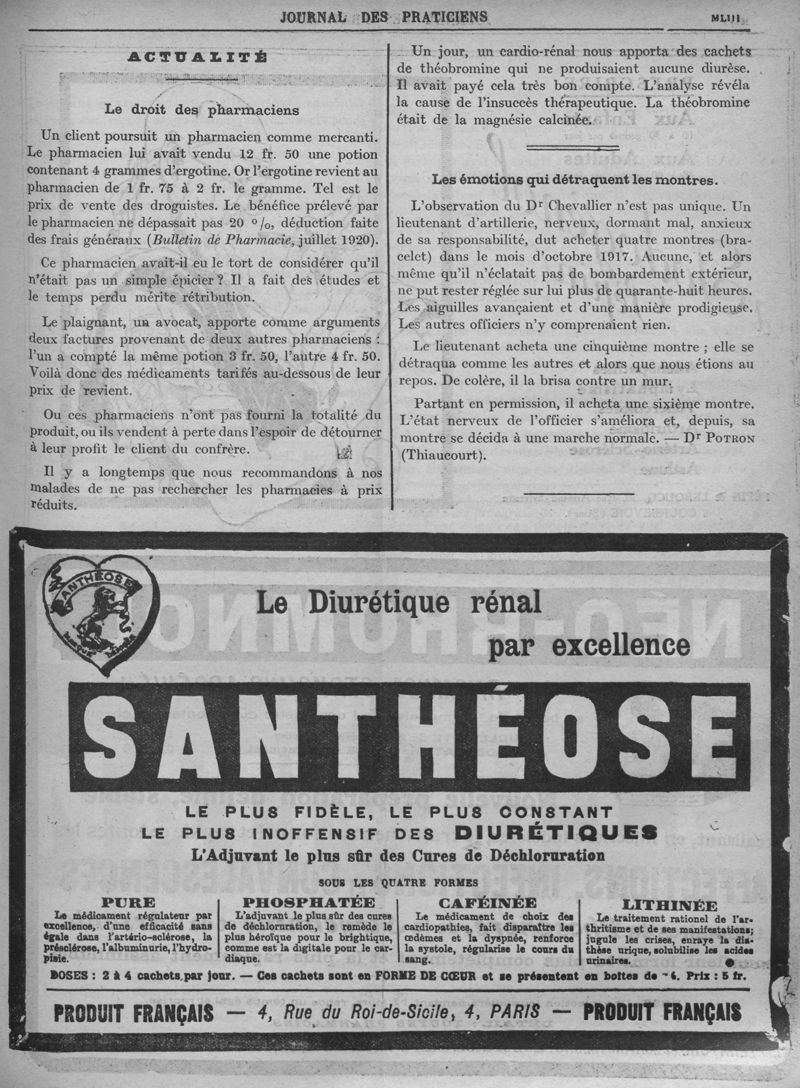 JOURNAL DES PRATICIENS
MLIII
ACTUALITÉ
Le droit des pharmaciens
Un client poursuit un pharmacien comme mercanti.
Le pharmacien lui avait vendu 12 fr. 50 une potion
contenant 4 grammes d'ergotine. Or l'ergotine revient au
pharmacien de 1 fr. 75 à 2 fr. le gramme. Tel est le
prix de vente des droguistes. Le bénéfice prélevé par
le pharmacien ne dépassait pas 20 %, déduction faite
des frais généraux (Bulletin de Pharmacie, juillet 1920).
Ce pharmacien avait-il eu le tort de considérer qu'il
n'était pas un simple épicier ? Il a fait des études et
le temps perdu mérite rétribution.
Le plaignant, un avocat, apporte comme arguments
deux factures provenant de deux autres pharmaciens :
l'un a compté la même potion 3 fr. 50, l'autre 4 fr. 50.
Voilà donc des médicaments tarifés au-dessous de leur
prix de revient.
Ou ces pharmaciens n'ont pas fourni la totalité du
produit, ou ils vendent à perte dans l'espoir de détourner
à leur profit le client du confrère.
Il y a longtemps que nous recommandons à nos
malades de ne pas rechercher les pharmacies à prix
réduits.
Un jour, un cardio-rénal nous apporta des cachets
de théobromine qui ne produisaient aucune diurèse.
Il avait payé cela très bon compte. L'analyse révéla
la cause de l'insuccès thérapeutique. La théobromine
était de la magnésie calcinée.
Les émotions qui détraquent les montres.
L'observation du Dr Chevallier n'est pas unique. Un
lieutenant d'artillerie, nerveux, dormant mal, anxieux
de sa responsabilité, dut acheter quatre montres (bra-
celet) dans le mois d'octobre 1917. Aucune, et alors
même qu'il n'éclatait pas de bombardement extérieur,
ne put rester réglée sur lui plus de quarante-huit heures.
Les aiguilles avançaient et d'une manière prodigieuse.
Les autres officiers n'y comprenaient rien.
Le lieutenant acheta une cinquième montre ; elle se
détraqua comme les autres et alors que nous étions au
repos. De colère, il la brisa contre un mur.
Partant en permission, il acheta une sixième montre.
L'état nerveux de l'officier s'améliora et, depuis, sa
montre se décida à une marche normale. — Dr POTRON
(Thiaucourt).
SANTHÉOSE
Le Diurétique rénal
par excellence
SANTHÉOSE
LE PLUS FIDÈLE, LE PLUS CONSTANT
LE PLUS INOFFENSIF DES DIURÉTIQUES
L'Adjuvant le plus sûr des Cures de Déchloruration
SOUS LES QUATRE FORMES
PURE
Le médicament régulateur par
excellence, d'une efficacité sans
égale dans l'artério-sclérose, la
présclérose, l'albuminurie, l'hydro-
pisie.
PHOSPHATÉE
L'adjuvant le plus sûr des cures
de déchloruration, le remède le
plus héroïque pour le brightique,
comme est la digitale pour le car-
diaque.
CAFÉINÉE
Le médicament de choix des
cardiopathies, fait disparaître les
œdèmes et la dyspnée, renforce
la systole, régularise le cours du
sang.
LITHINÉE
Le traitement rationel de l'ar-
thritisme et de ses manifestations;
jugule les crises, enraye la dia-
thèse urique, solubilise les acides
urinaires.
DOSES : 2 à 4 cachets par jour. — Ces cachets sont en FORME DE CŒUR et se présentent en boîtes de 4. Prix : 5 fr.
PRODUIT FRANÇAIS — 4, Rue du Roi-de-Sicile, 4, PARIS — PRODUIT FRANÇAIS